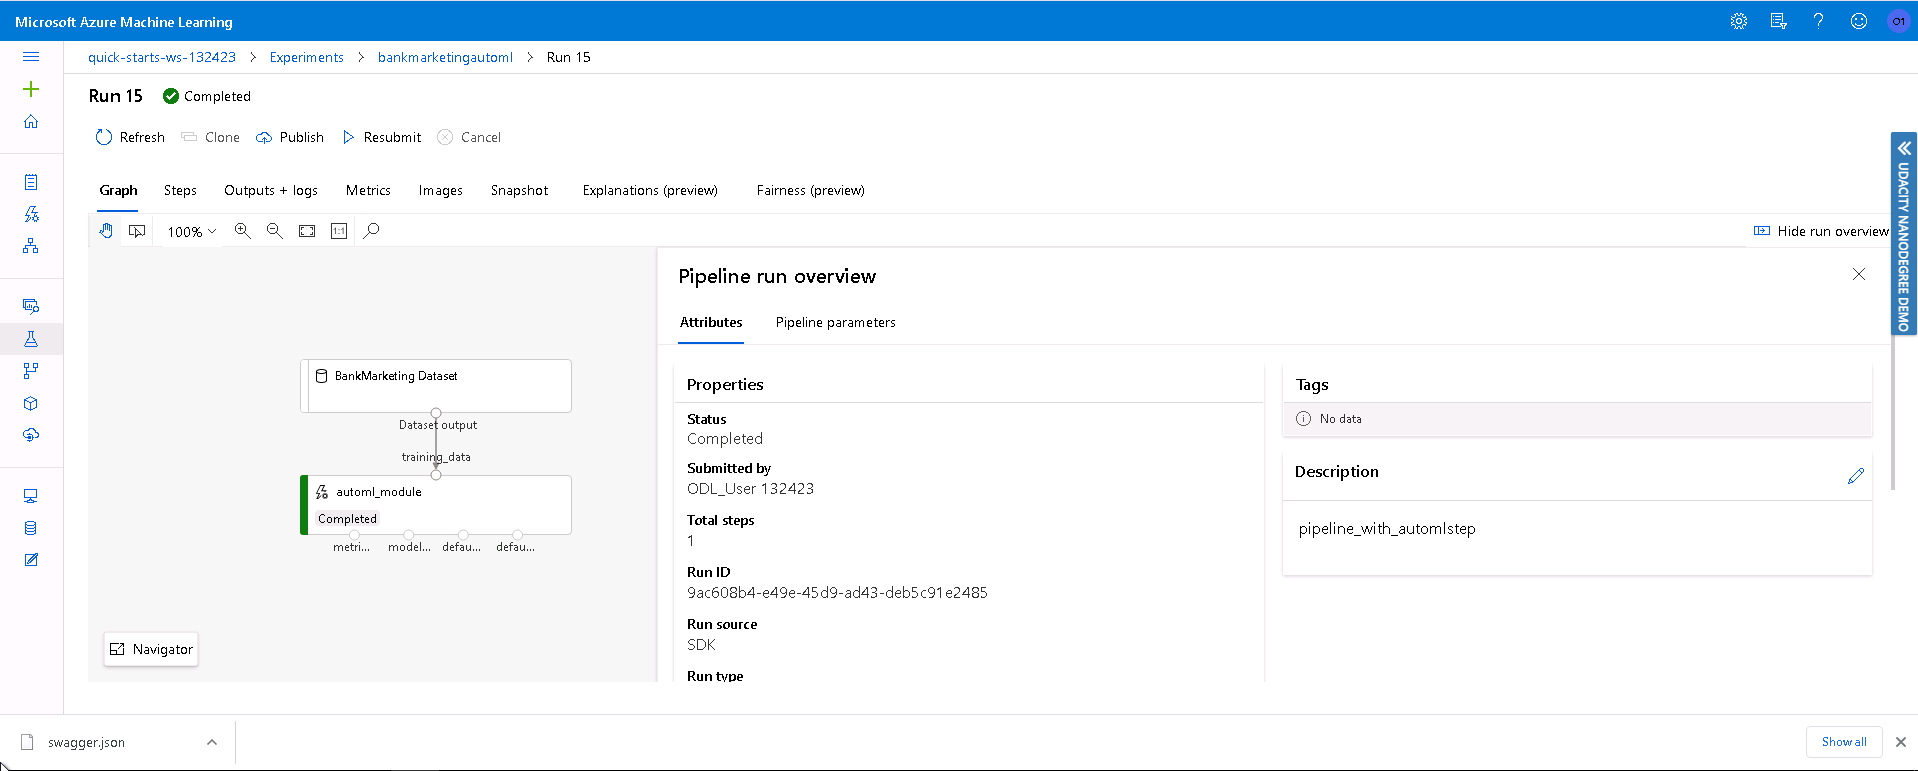 Microsoft Azure Machine Learning
O1
quick-starts-ws-132423 > Experiments > bankmarketingautoml > Run 15
Run 15 Completed
Refresh Clone Publish Resubmit Cancel
Graph Steps Outputs + logs Metrics Images Snapshot Explanations (preview) Fairness (preview)
100% 1:1 Hide run overview
UDACITY NANODEGREE DEMO
BankMarketing Dataset
Dataset output
training_data
automl_module
Completed
metri... model... defau... defau...
Navigator
Pipeline run overview
Attributes Pipeline parameters
Properties
Status
Completed
Submitted by
ODL_User 132423
Total steps
1
Run ID
9ac608b4-e49e-45d9-ad43-deb5c91e2485
Run source
SDK
Run type
Tags
No data
Description
pipeline_with_automlstep
swagger.json
Show all